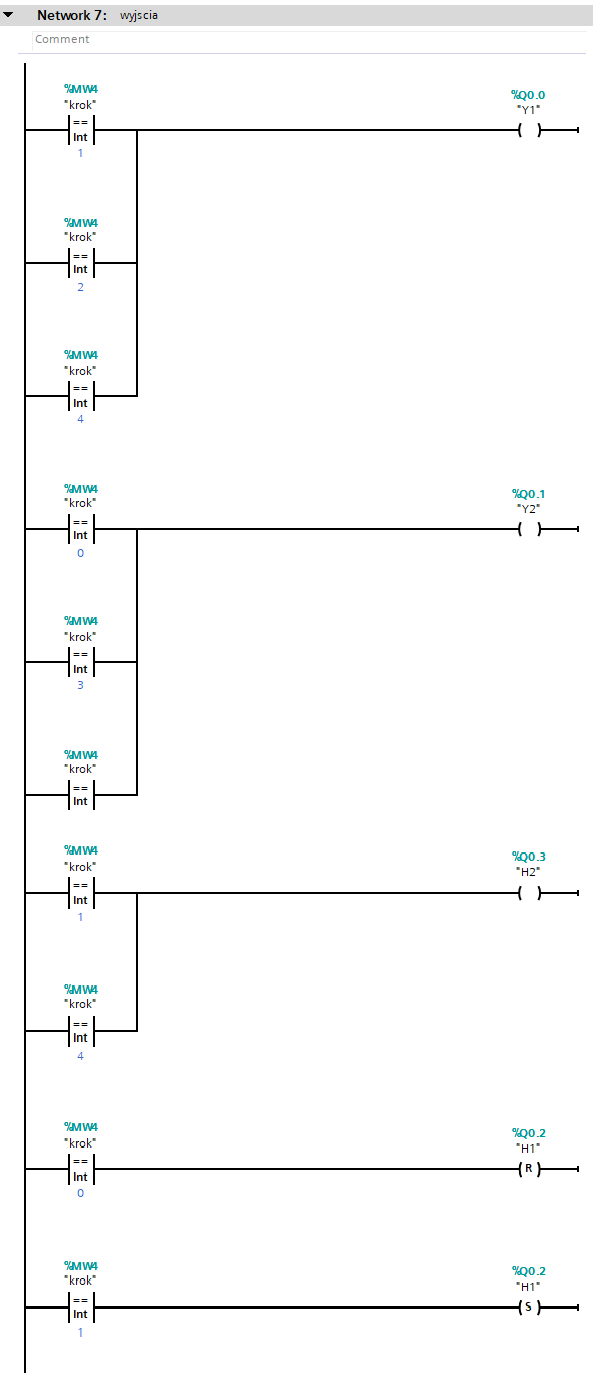 Network 7: wyjscia
Comment
%MW4
"krok"
==
Int
1
%Q0.0
"Y1"
%MW4
"krok"
==
Int
2
%MW4
"krok"
==
Int
4
%MW4
"krok"
==
Int
0
%Q0.1
"Y2"
%MW4
"krok"
==
Int
3
%MW4
"krok"
==
Int
%MW4
"krok"
==
Int
1
%Q0.3
"H2"
%MW4
"krok"
==
Int
4
%MW4
"krok"
==
Int
0
%Q0.2
"H1"
R
%MW4
"krok"
==
Int
1
%Q0.2
"H1"
S